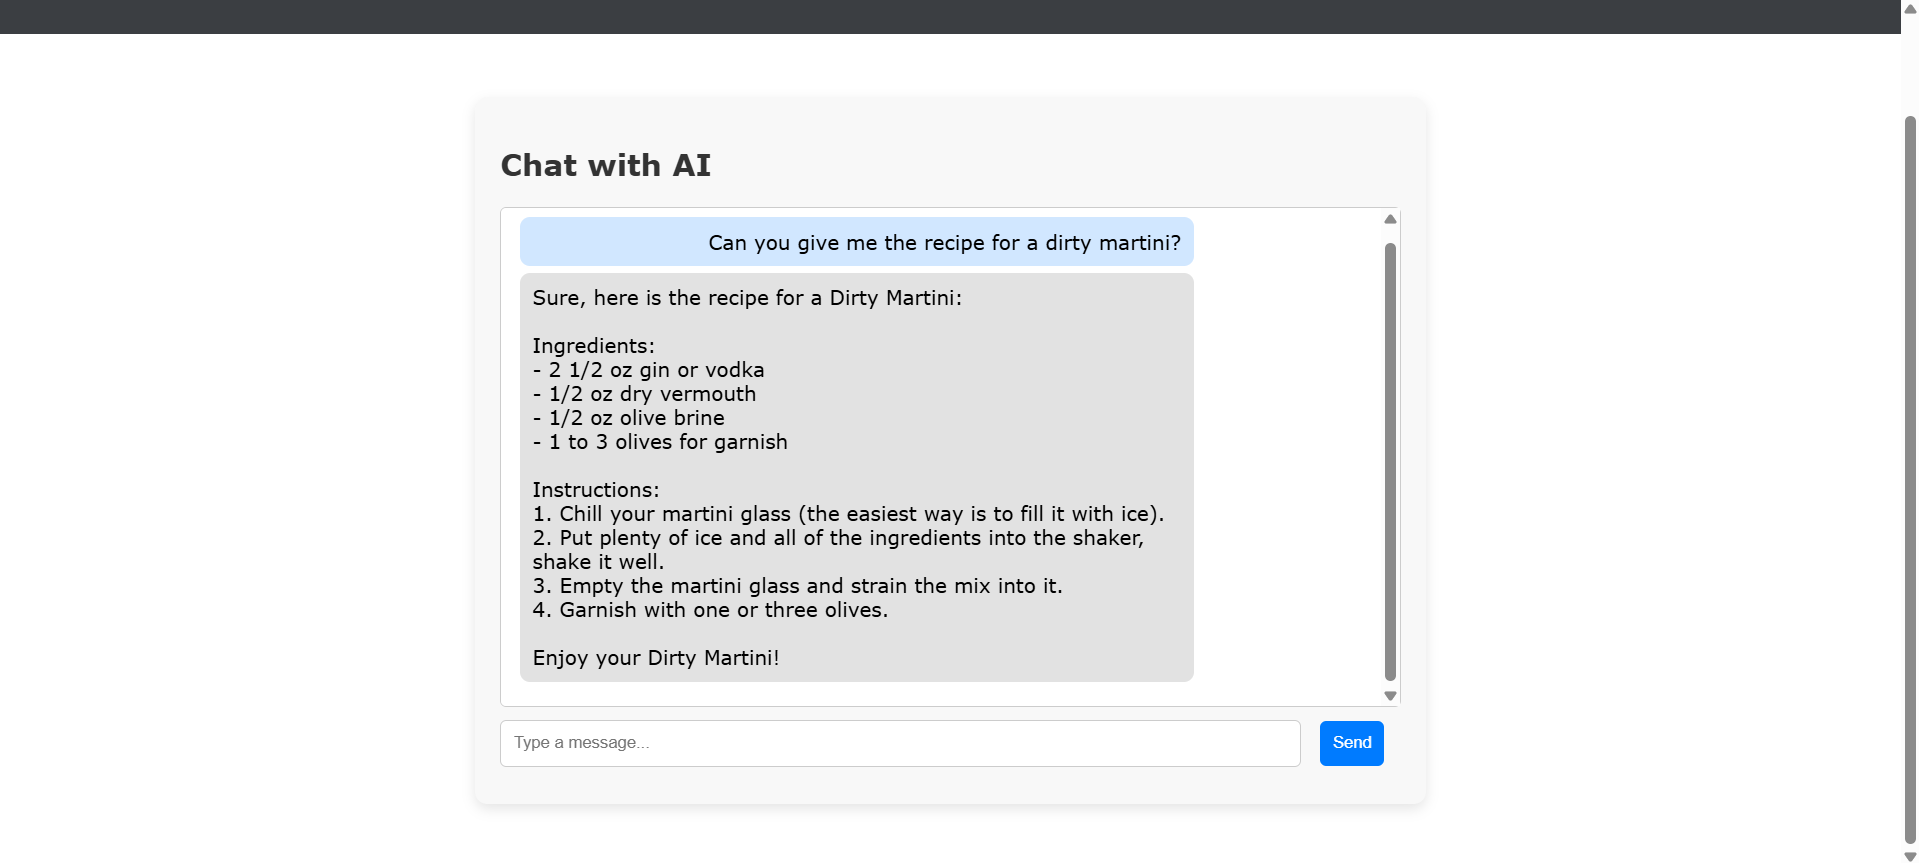 Chat with AI
Can you give me the recipe for a dirty martini?
Sure, here is the recipe for a Dirty Martini:
Ingredients:
- 2 1/2 oz gin or vodka
- 1/2 oz dry vermouth
- 1/2 oz olive brine
- 1 to 3 olives for garnish
Instructions:
1. Chill your martini glass (the easiest way is to fill it with ice).
2. Put plenty of ice and all of the ingredients into the shaker,
shake it well.
3. Empty the martini glass and strain the mix into it.
4. Garnish with one or three olives.
Enjoy your Dirty Martini!
Type a message...
Send